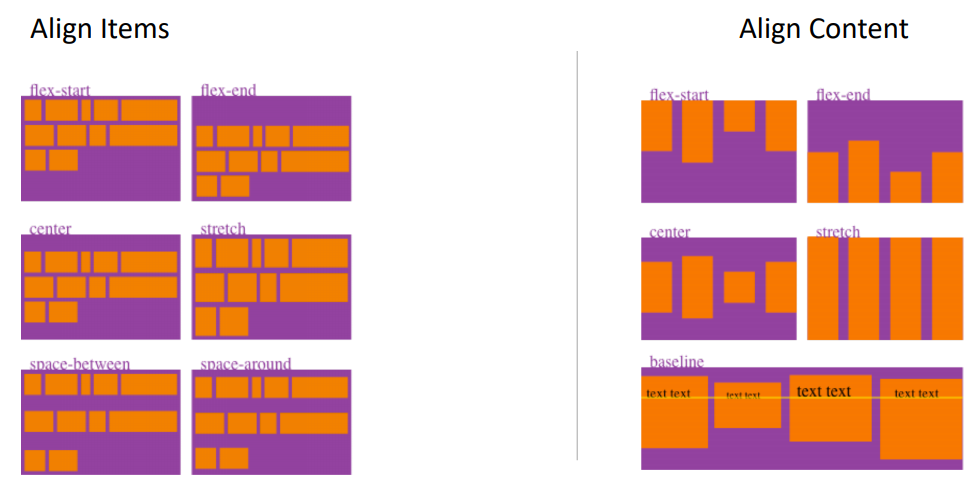 Align Items
flex-start
flex-end
center
stretch
space-between
space-around
Align Content
flex-start
flex-end
center
stretch
baseline
text text
text text
text text
text text